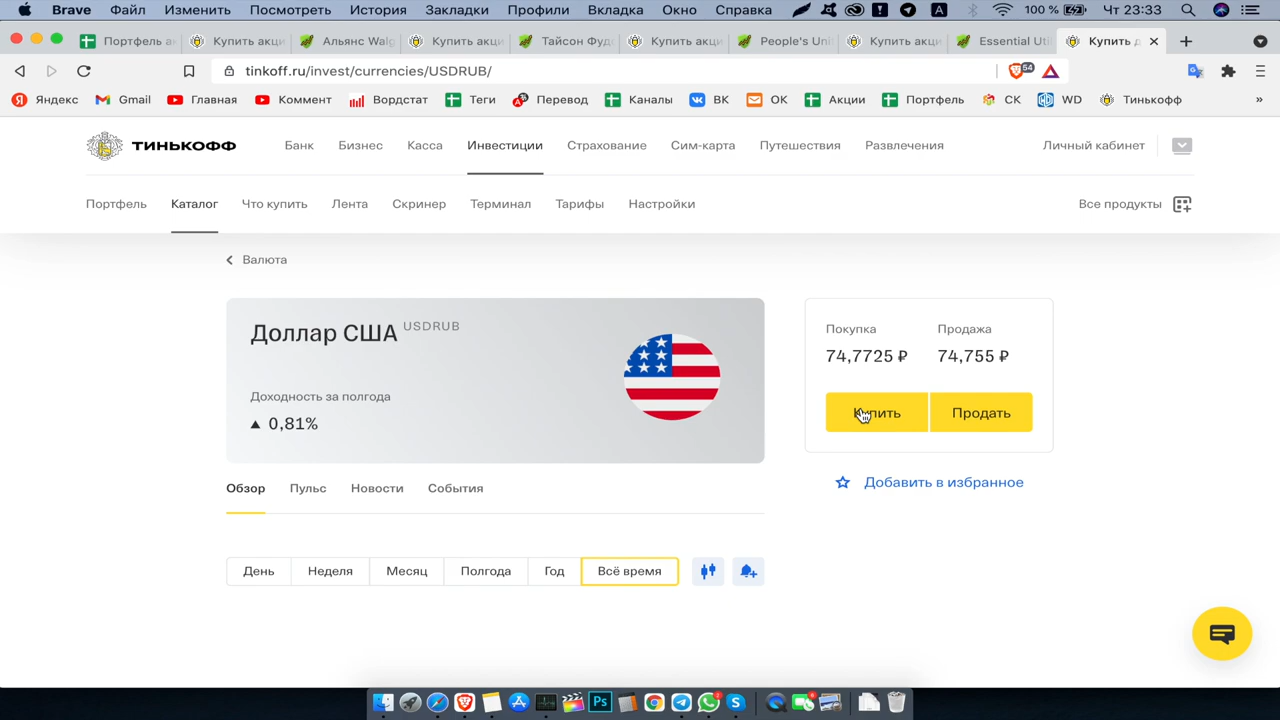 Brave Файл Изменить Посмотреть История Закладки Профили Вкладка Окно Справка A 100 % Чт 23:33
Портфель а Купить акци Альянс Walg Купить акци Тайсон Фудс Купить акци People's Unit Купить акци Essential Util Купить д
tinkoff.ru/invest/currencies/USDRUB/ 54
Яндекс Gmail Главная Коммент Вордстат Теги Перевод Каналы ВК ОК Акции Портфель СК WD Тинькофф »
ТИНЬКОФФ Банк Бизнес Касса Инвестиции Страхование Сим-карта Путешествия Развлечения Личный кабинет
Портфель Каталог Что купить Лента Скринер Терминал Тарифы Настройки Все продукты
Валюта
Доллар США USDRUB
Доходность за полгода
0,81%
Покупка Продажа
74,7725 ₽ 74,755 ₽
Купить Продать
Добавить в избранное
Обзор Пульс Новости События
День Неделя Месяц Полгода Год Всё время
Ps